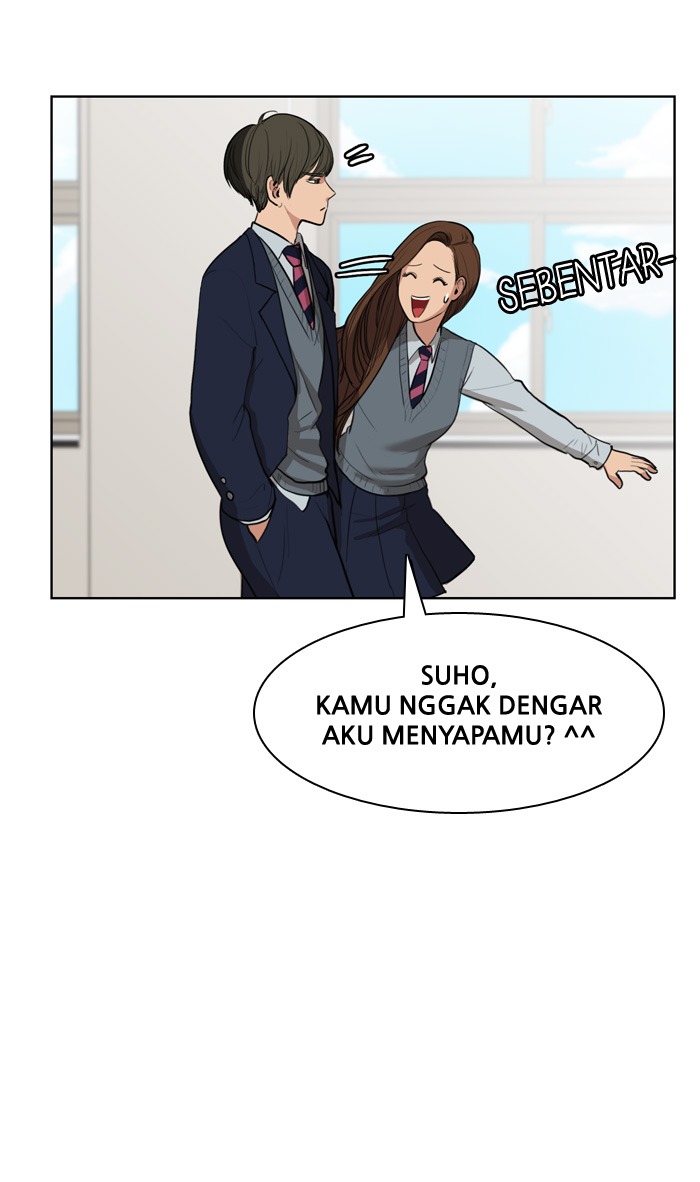 SEBENTAR-
SUHO,
KAMU NGGAK DENGAR
AKU MENYAPAMU? ^^